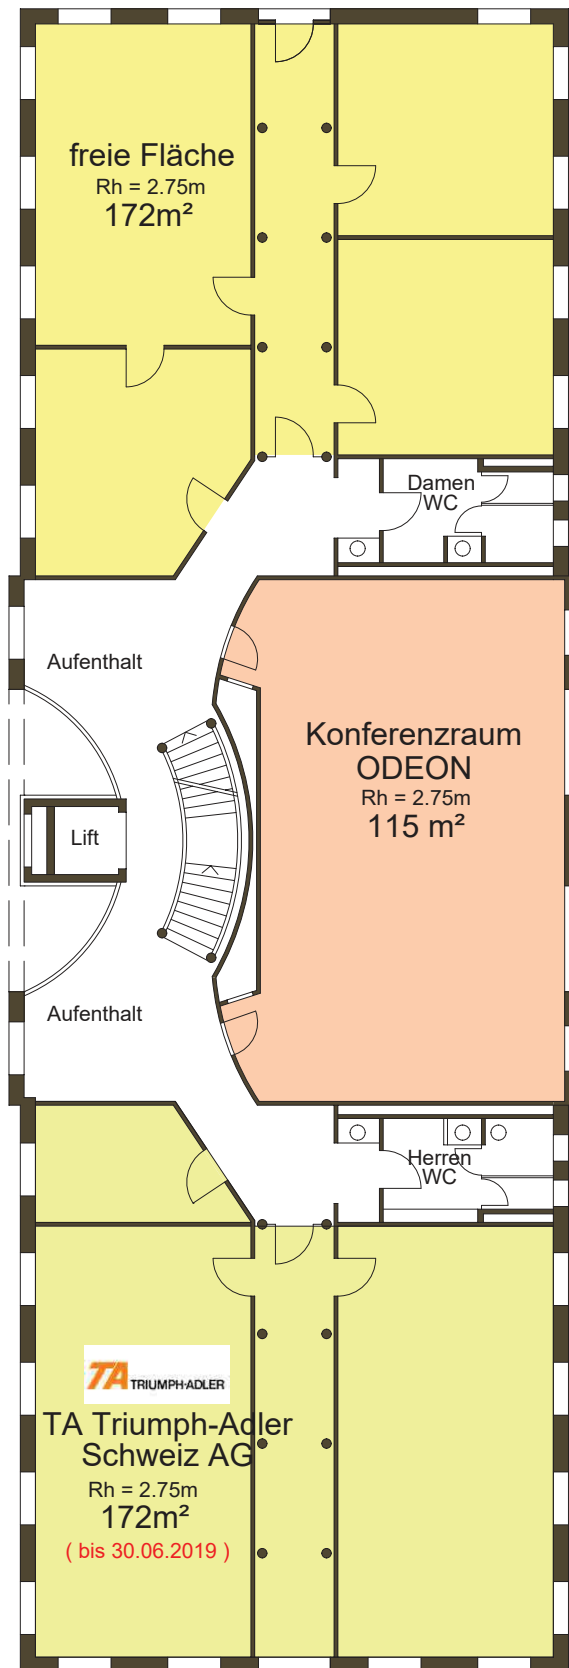 freie Fläche
Rh = 2.75m
172m²
Damen
WC
Aufenthalt
Konferenzraum
ODEON
Rh = 2.75m
115 m²
Lift
Aufenthalt
Herren
WC
TA TRIUMPH-ADLER
TA Triumph-Adler
Schweiz AG
Rh = 2.75m
172m²
( bis 30.06.2019 )